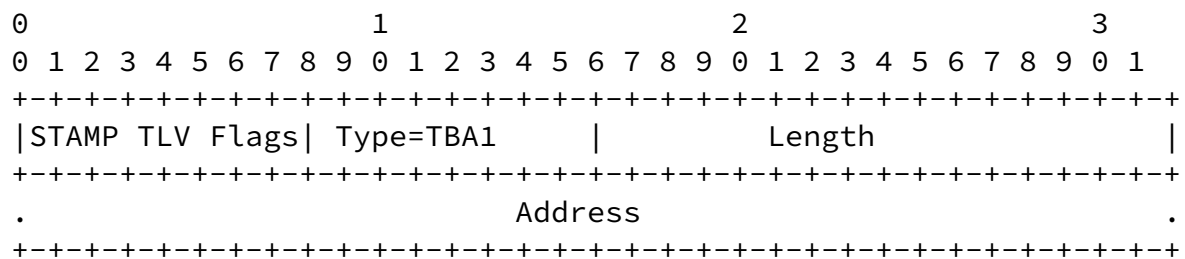 0                   1                   2                   3
0 1 2 3 4 5 6 7 8 9 0 1 2 3 4 5 6 7 8 9 0 1 2 3 4 5 6 7 8 9 0 1
+-+-+-+-+-+-+-+-+-+-+-+-+-+-+-+-+-+-+-+-+-+-+-+-+-+-+-+-+-+-+-+-+
|STAMP TLV Flags| Type=TBA1     |         Length                |
+-+-+-+-+-+-+-+-+-+-+-+-+-+-+-+-+-+-+-+-+-+-+-+-+-+-+-+-+-+-+-+-+
.                           Address                             .
+-+-+-+-+-+-+-+-+-+-+-+-+-+-+-+-+-+-+-+-+-+-+-+-+-+-+-+-+-+-+-+-+